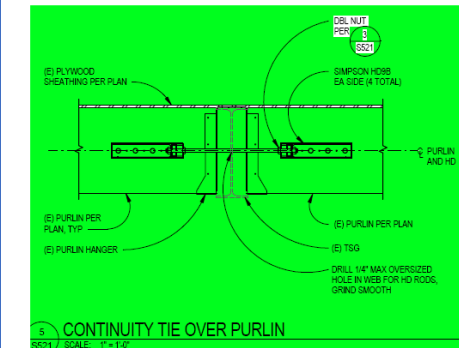 DBL NUT
PER
3
S521
(E) PLYWOOD
SHEATHING PER PLAN
SIMPSON HD9B
EA SIDE (4 TOTAL)
℄ PURLIN
AND HD
(E) PURLIN PER
PLAN, TYP
(E) PURLIN HANGER
(E) PURLIN PER PLAN
(E) TSG
DRILL 1/4" MAX OVERSIZED
HOLE IN WEB FOR HD RODS,
GRIND SMOOTH
5
S521
CONTINUITY TIE OVER PURLIN
SCALE: 1" = 1'-0"